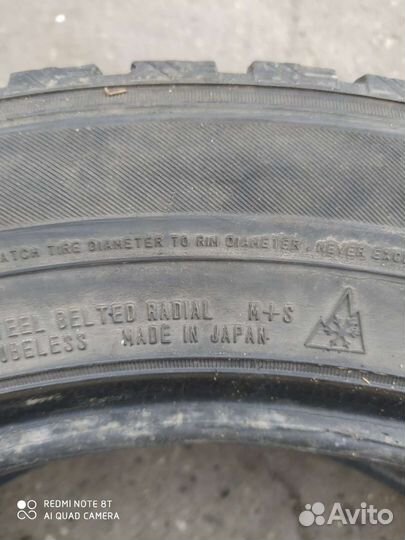 ATCH TIRE DIAMETER TO RIM DIAMETER. NEVER EXC
TEEL BELTED RADIAL M+S
UBELESS MADE IN JAPAN
REDMI NOTE 8T
AI QUAD CAMERA
Avito